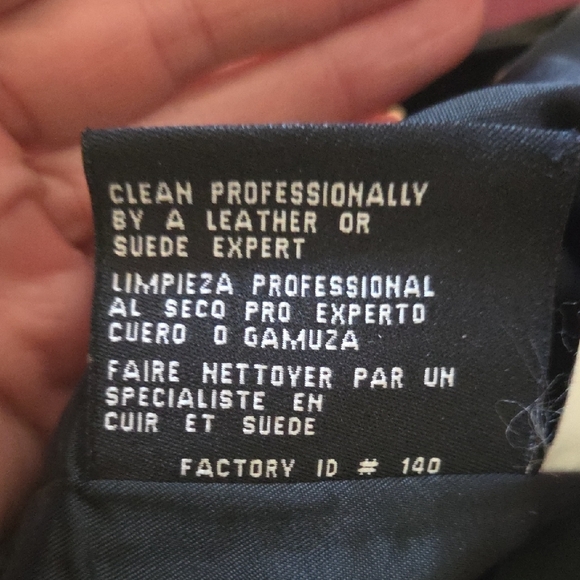 CLEAN PROFESSIONALLY
BY A LEATHER OR
SUEDE EXPERT
LIMPIEZA PROFESSIONAL
AL SECO PRO EXPERTO
CUERO O GAMUZA
FAIRE NETTOYER PAR UN
SPECIALISTE EN
CUIR ET SUEDE
FACTORY ID # 140